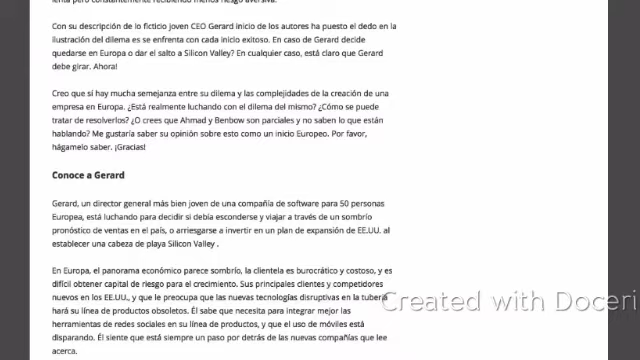 lenta pero constantemente recibiendo menos riesgo aversiva.
Con su descripción de lo ficticio joven CEO Gerard inicio de los autores ha puesto el dedo en la
ilustración del dilema es se enfrenta con cada inicio exitoso. En caso de Gerard decide
quedarse en Europa o dar el salto a Silicon Valley? En cualquier caso, está claro que Gerard
debe girar. Ahora!
Creo que sí hay mucha semejanza entre su dilema y las complejidades de la creación de una
empresa en Europa. ¿Está realmente luchando con el dilema del mismo? ¿Cómo se puede
tratar de resolverlos? ¿O crees que Ahmad y Benbow son parciales y no saben lo que están
hablando? Me gustaría saber su opinión sobre esto como un inicio Europeo. Por favor,
hágamelo saber. ¡Gracias!
Conoce a Gerard
Gerard, un director general más bien joven de una compañía de software para 50 personas
Europea, está luchando para decidir si debía esconderse y viajar a través de un sombrío
pronóstico de ventas en el país, o arriesgarse a invertir en un plan de expansión de EE.UU. al
establecer una cabeza de playa Silicon Valley .
En Europa, el panorama económico parece sombrío, la clientela es burocrático y costoso, y es
difícil obtener capital de riesgo para el crecimiento. Sus principales clientes y competidores
nuevos en los EE.UU., y que le preocupa que las nuevas tecnologías disruptivas en la tubería
hará su línea de productos obsoletos. Él sabe que necesita para integrar mejor las
herramientas de redes sociales en su línea de productos, y que el uso de móviles está
disparando. Él siente que está siempre un paso por detrás de las nuevas compañías que lee
acerca.
Created with Doceri